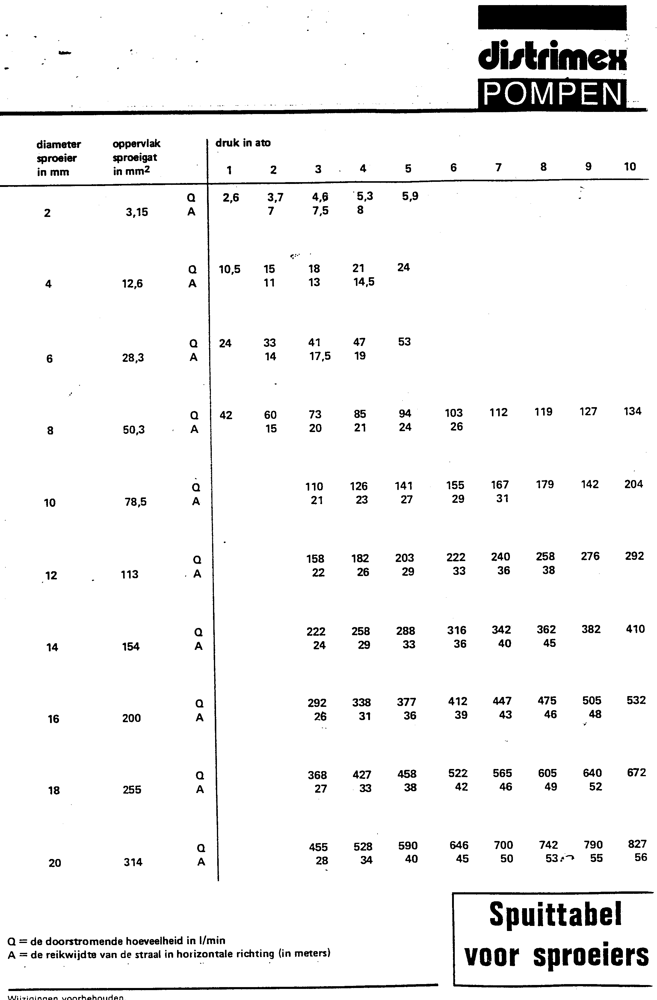 distrimex
POMPEN
diameter oppervlak druk in ato
sproeier sproeigat
in mm in mm2 1 2 3 4 5 6 7 8 9 10
Q 2,6 3,7 4,6 5,3 5,9
2 3,15 A 7 7,5 8
Q 10,5 15 18 21 24
4 12,6 A 11 13 14,5
Q 24 33 41 47 53
6 28,3 A 14 17,5 19
Q 42 60 73 85 94 103 112 119 127 134
8 50,3 A 15 20 21 24 26
Q 110 126 141 155 167 179 142 204
10 78,5 A 21 23 27 29 31
Q 158 182 203 222 240 258 276 292
12 113 A 22 26 29 33 36 38
Q 222 258 288 316 342 362 382 410
14 154 A 24 29 33 36 40 45
Q 292 338 377 412 447 475 505 532
16 200 A 26 31 36 39 43 46 48
Q 368 427 458 522 565 605 640 672
18 255 A 27 33 38 42 46 49 52
Q 455 528 590 646 700 742 790 827
20 314 A 28 34 40 45 50 53 55 56
Q = de doorstromende hoeveelheid in l/min
A = de reikwijdte van de straal in horizontale richting (in meters)
Spuittabel
voor sproeiers
Wijzigingen voorbehouden.